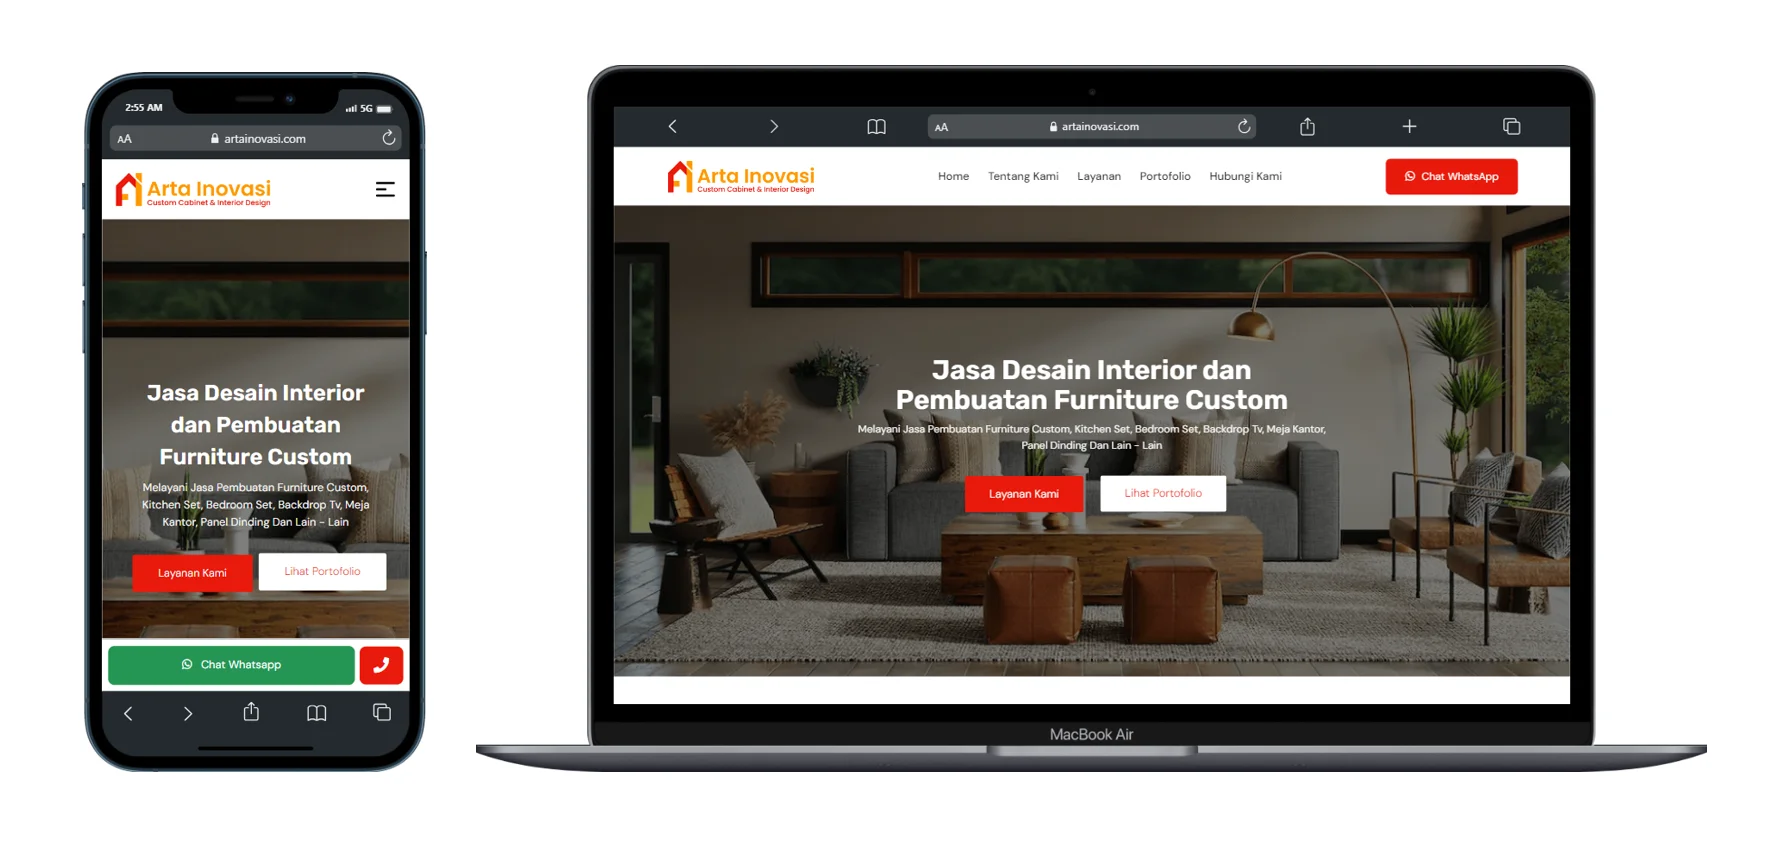 2:55 AM
5G
AA
artainovasi.com
Arta Inovasi
Custom Cabinet & Interior Design
Jasa Desain Interior
dan Pembuatan
Furniture Custom
Melayani Jasa Pembuatan Furniture Custom,
Kitchen Set, Bedroom Set, Backdrop Tv, Meja
Kantor, Panel Dinding Dan Lain - Lain
Layanan Kami
Lihat Portofolio
Chat Whatsapp
AA
artainovasi.com
Arta Inovasi
Custom Cabinet & Interior Design
Home Tentang Kami Layanan Portofolio Hubungi Kami
Chat WhatsApp
Jasa Desain Interior dan
Pembuatan Furniture Custom
Melayani Jasa Pembuatan Furniture Custom, Kitchen Set, Bedroom Set, Backdrop Tv, Meja Kantor,
Panel Dinding Dan Lain - Lain
Layanan Kami
Lihat Portofolio
MacBook Air